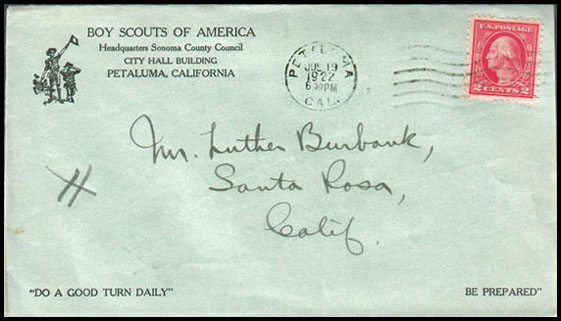 BOY SCOUTS OF AMERICA
Headquarters Sonoma County Council
CITY HALL BUILDING
PETALUMA, CALIFORNIA
PETALUMA
JUL 19
1922
6 PM
CAL.
U.S. POSTAGE
2 CENTS 2
Mr. Luther Burbank,
Santa Rosa,
Calif.
"DO A GOOD TURN DAILY"
BE PREPARED"